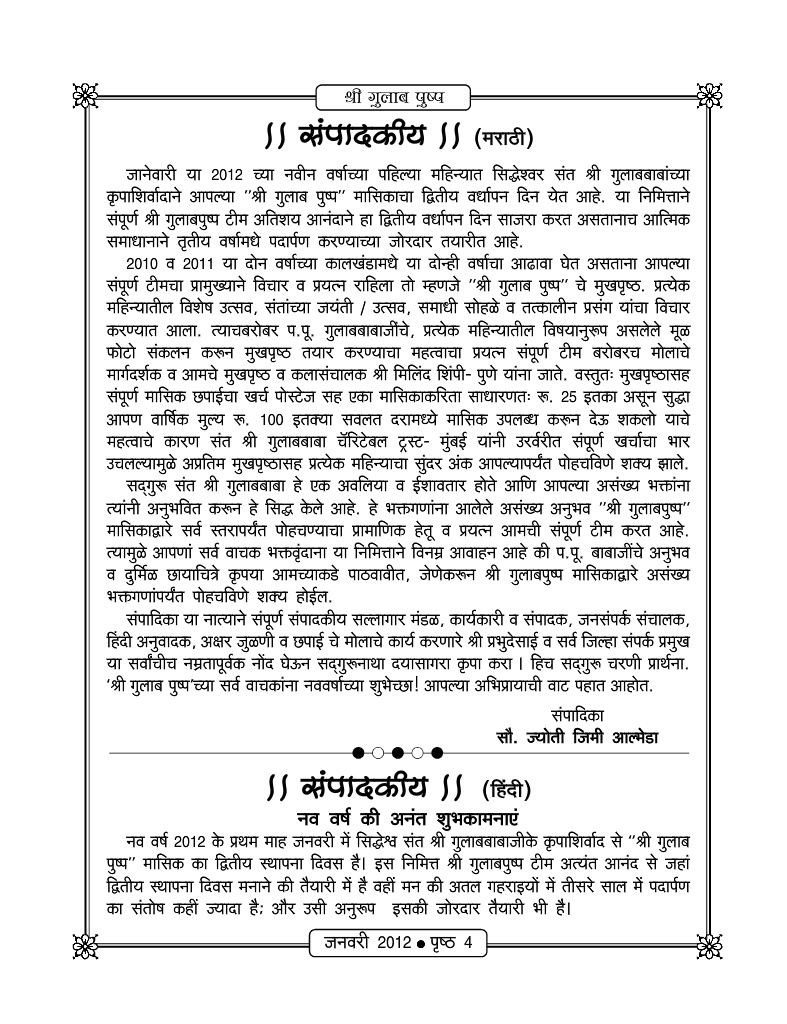 श्री गुलाब पुष्प
।। संपादकीय ।। (मराठी)
जानेवारी या 2012 च्या नवीन वर्षाच्या पहिल्या महिन्यात सिद्धेश्वर संत श्री गुलाबबाबांच्या
कृपाशिर्वादाने आपल्या ’’श्री गुलाब पुष्प’’ मासिकाचा द्वितीय वर्धापन दिन येत आहे. या निमित्ताने
संपूर्ण श्री गुलाबपुष्प टीम अतिशय आनंदाने हा द्वितीय वर्धापन दिन साजरा करत असतानाच आत्मिक
समाधानाने तृतीय वर्षामधे पदार्पण करण्याच्या जोरदार तयारीत आहे.
2010 व 2011 या दोन वर्षाच्या कालखंडामधे या दोन्ही वर्षाचा आढावा घेत असताना आपल्या
संपूर्ण टीमचा प्रामुख्याने विचार व प्रयत्न राहिला तो म्हणजे ’’श्री गुलाब पुष्प’’ चे मुखपृष्ठ. प्रत्येक
महिन्यातील विशेष उत्सव, संतांच्या जयंती / उत्सव, समाधी सोहळे व तत्कालीन प्रसंग यांचा विचार
करण्यात आला. त्याचबरोबर प.पू. गुलाबबाबाजींचे, प्रत्येक महिन्यातील विषयानुरूप असलेले मूळ
फोटो संकलन करून मुखपृष्ठ तयार करण्याचा महत्वाचा प्रयत्न संपूर्ण टीम बरोबरच मोलाचे
मार्गदर्शक व आमचे मुखपृष्ठ व कलासंचालक श्री मिलिंद शिंपी- पुणे यांना जाते. वस्तुतः मुखपृष्ठासह
संपूर्ण मासिक छपाईचा खर्च पोस्टेज सह एका मासिकाकरिता साधारणतः रू. 25 इतका असून सुद्धा
आपण वार्षिक मुल्य रू. 100 इतक्या सवलत दरामध्ये मासिक उपलब्ध करून देऊ शकलो याचे
महत्वाचे कारण संत श्री गुलाबबाबा चॅरिटेबल ट्रस्ट- मुंबई यांनी उरर्वरीत संपूर्ण खर्चाचा भार
उचलल्यामुळे अप्रतिम मुखपृष्ठासह प्रत्येक महिन्याचा सुंदर अंक आपल्यापर्यंत पोहचविणे शक्य झाले.
सद्‌गुरू संत श्री गुलाबबाबा हे एक अवलिया व ईशावतार होते आणि आपल्या असंख्य भक्तांना
त्यांनी अनुभवित करून हे सिद्ध केले आहे. हे भक्तगणांना आलेले असंख्य अनुभव ’’श्री गुलाबपुष्प’’
मासिकाद्वारे सर्व स्तरापर्यंत पोहचण्याचा प्रामाणिक हेतू व प्रयत्न आमची संपूर्ण टीम करत आहे.
त्यामुळे आपणां सर्व वाचक भक्तवृंदाना या निमित्ताने विनम्र आवाहन आहे की प.पू. बाबाजींचे अनुभव
व दुर्मिळ छायाचित्रे कृपया आमच्याकडे पाठवावीत, जेणेकरून श्री गुलाबपुष्प मासिकाद्वारे असंख्य
भक्तगणांपर्यंत पोहचविणे शक्य होईल.
संपादिका या नात्याने संपूर्ण संपादकीय सल्लागार मंडळ, कार्यकारी व संपादक, जनसंपर्क संचालक,
हिंदी अनुवादक, अक्षर जुळणी व छपाई चे मोलाचे कार्य करणारे श्री प्रभुदेसाई व सर्व जिल्हा संपर्क प्रमुख
या सर्वांचीच नम्रतापूर्वक नोंद घेऊन सद्‌गुरूनाथा दयासागरा कृपा करा । हिच सद्‌गुरू चरणी प्रार्थना.
‘श्री गुलाब पुष्प’च्या सर्व वाचकांना नववर्षाच्या शुभेच्छा! आपल्या अभिप्रायाची वाट पहात आहोत.
संपादिका
सौ. ज्योती जिमी आल्मेडा
।। संपादकीय ।। (हिंदी)
नव वर्ष की अनंत शुभकामनाएं
नव वर्ष 2012 के प्रथम माह जनवरी में सिद्धेश्व संत श्री गुलाबबाबाजीके कृपाशिर्वाद से ’’श्री गुलाब
पुष्प’’ मासिक का द्वितीय स्थापना दिवस है। इस निमित्त श्री गुलाबपुष्प टीम अत्यंत आनंद से जहां
द्वितीय स्थापना दिवस मनाने की तैयारी में है वहीं मन की अतल गहराइयों में तीसरे साल में पदार्पण
का संतोष कहीं ज्यादा है; और उसी अनुरूप इसकी जोरदार तैयारी भी है।
जनवरी 2012 ● पृष्ठ 4